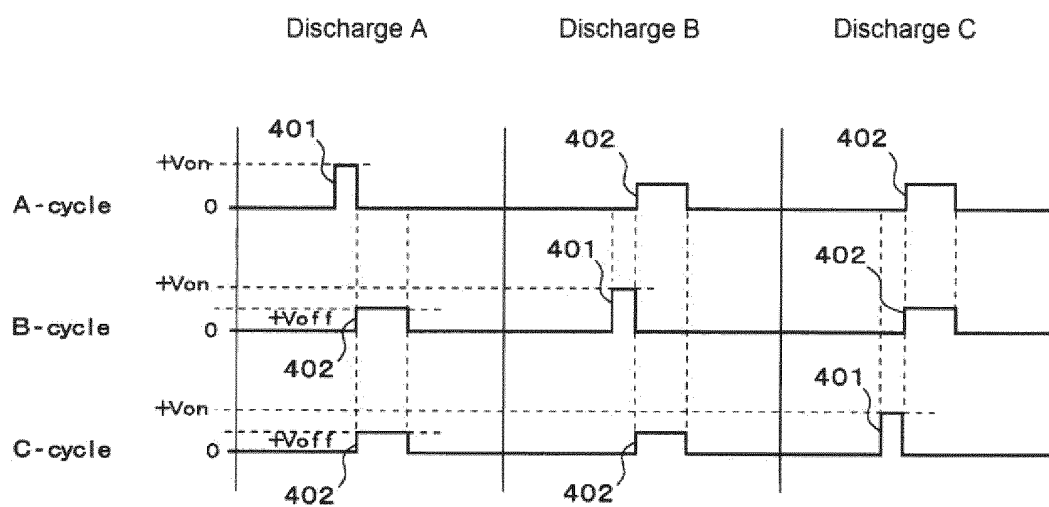 Discharge A Discharge B Discharge C
401 402 402
+Von
A-cycle 0
401 402
+Von
B-cycle 0 +Voff
402 401
+Von
C-cycle 0 +Voff
402 402